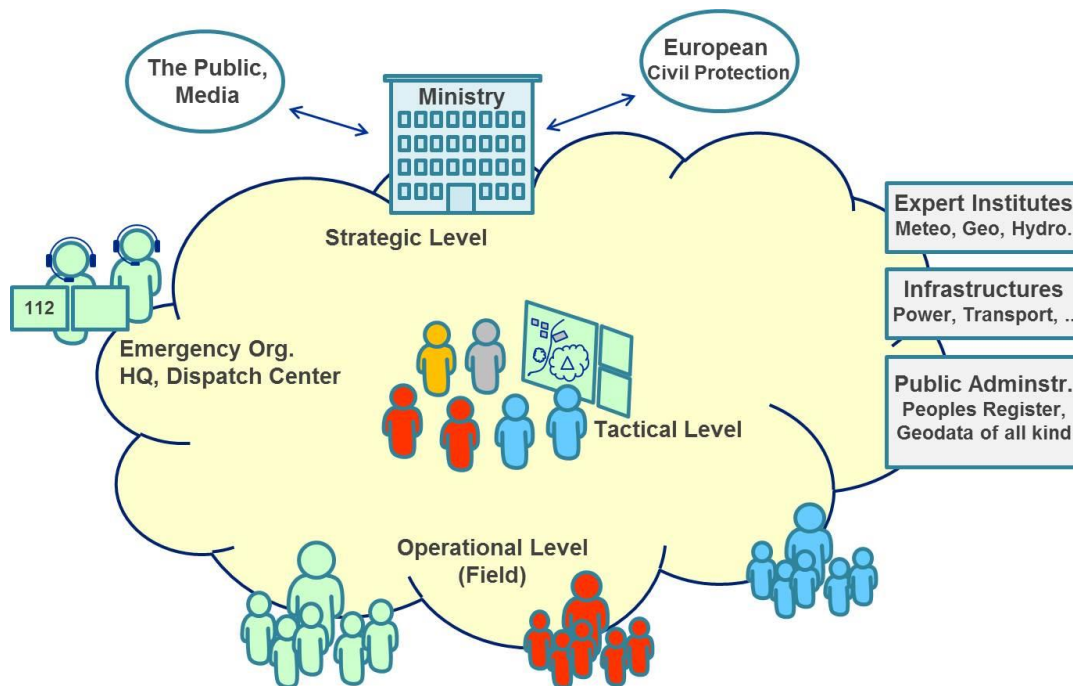 The Public,
Media
European
Civil Protection
Ministry
Strategic Level
Expert Institutes
Meteo, Geo, Hydro.
Infrastructures
Power, Transport, ..
112
Emergency Org.
HQ, Dispatch Center
Tactical Level
Public Adminstr.
Peoples Register,
Geodata of all kind
Operational Level
(Field)